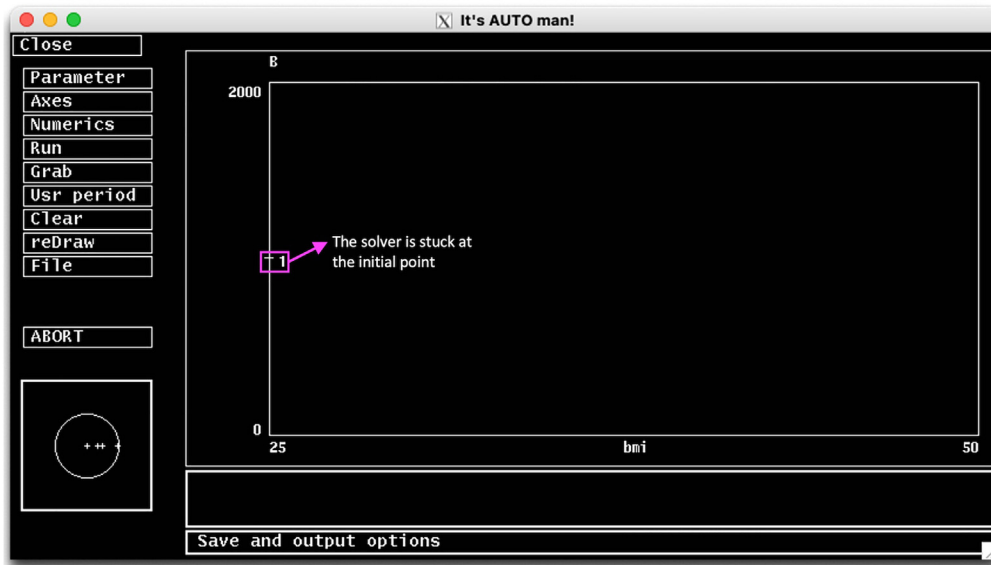 It's AUTO man!
Close
Parameter
Axes
Numerics
Run
Grab
Usr period
Clear
reDraw
File
ABORT
B
2000
1
The solver is stuck at
the initial point
0
25
bmi
50
Save and output options